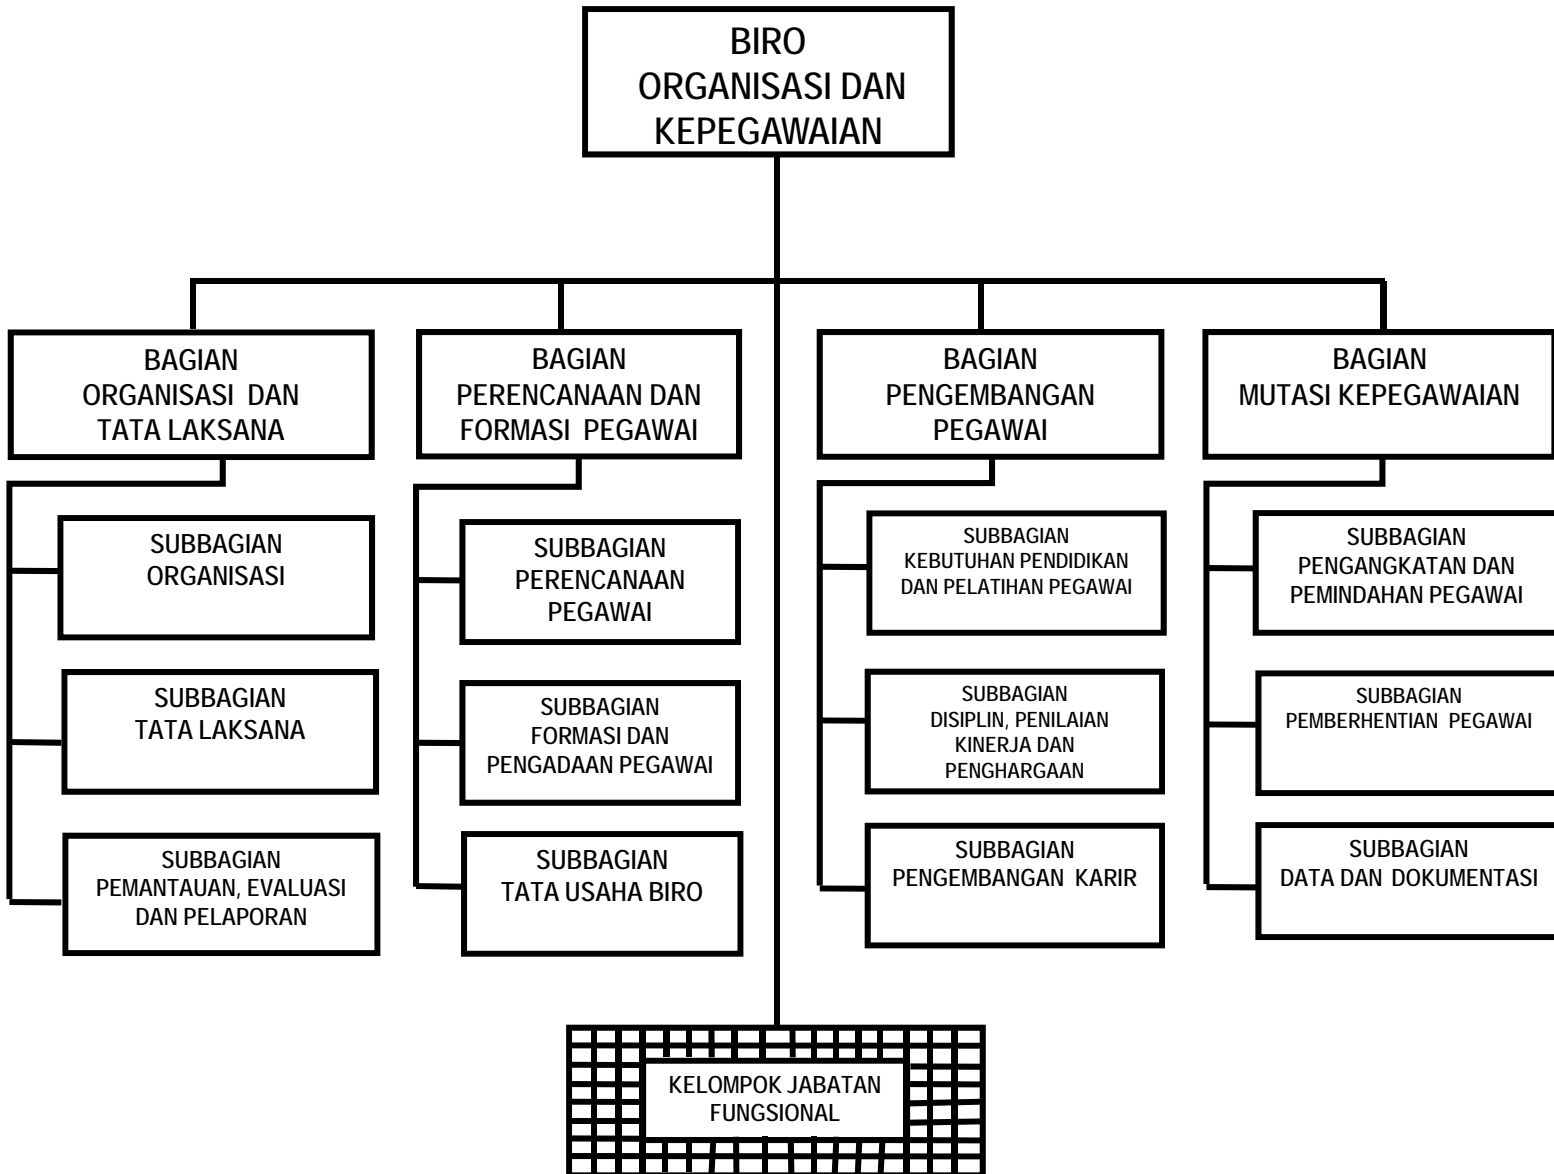 BIRO
ORGANISASI DAN
KEPEGAWAIAN
BAGIAN
ORGANISASI DAN
TATA LAKSANA
BAGIAN
PERENCANAAN DAN
FORMASI PEGAWAI
BAGIAN
PENGEMBANGAN
PEGAWAI
BAGIAN
MUTASI KEPEGAWAIAN
SUBBAGIAN
ORGANISASI
SUBBAGIAN
PERENCANAAN
PEGAWAI
SUBBAGIAN
KEBUTUHAN PENDIDIKAN
DAN PELATIHAN PEGAWAI
SUBBAGIAN
PENGANGKATAN DAN
PEMINDAHAN PEGAWAI
SUBBAGIAN
TATA LAKSANA
SUBBAGIAN
FORMASI DAN
PENGADAAN PEGAWAI
SUBBAGIAN
DISIPLIN, PENILAIAN
KINERJA DAN
PENGHARGAAN
SUBBAGIAN
PEMBERHENTIAN PEGAWAI
SUBBAGIAN
PEMANTAUAN, EVALUASI
DAN PELAPORAN
SUBBAGIAN
TATA USAHA BIRO
SUBBAGIAN
PENGEMBANGAN KARIR
SUBBAGIAN
DATA DAN DOKUMENTASI
KELOMPOK JABATAN
FUNGSIONAL